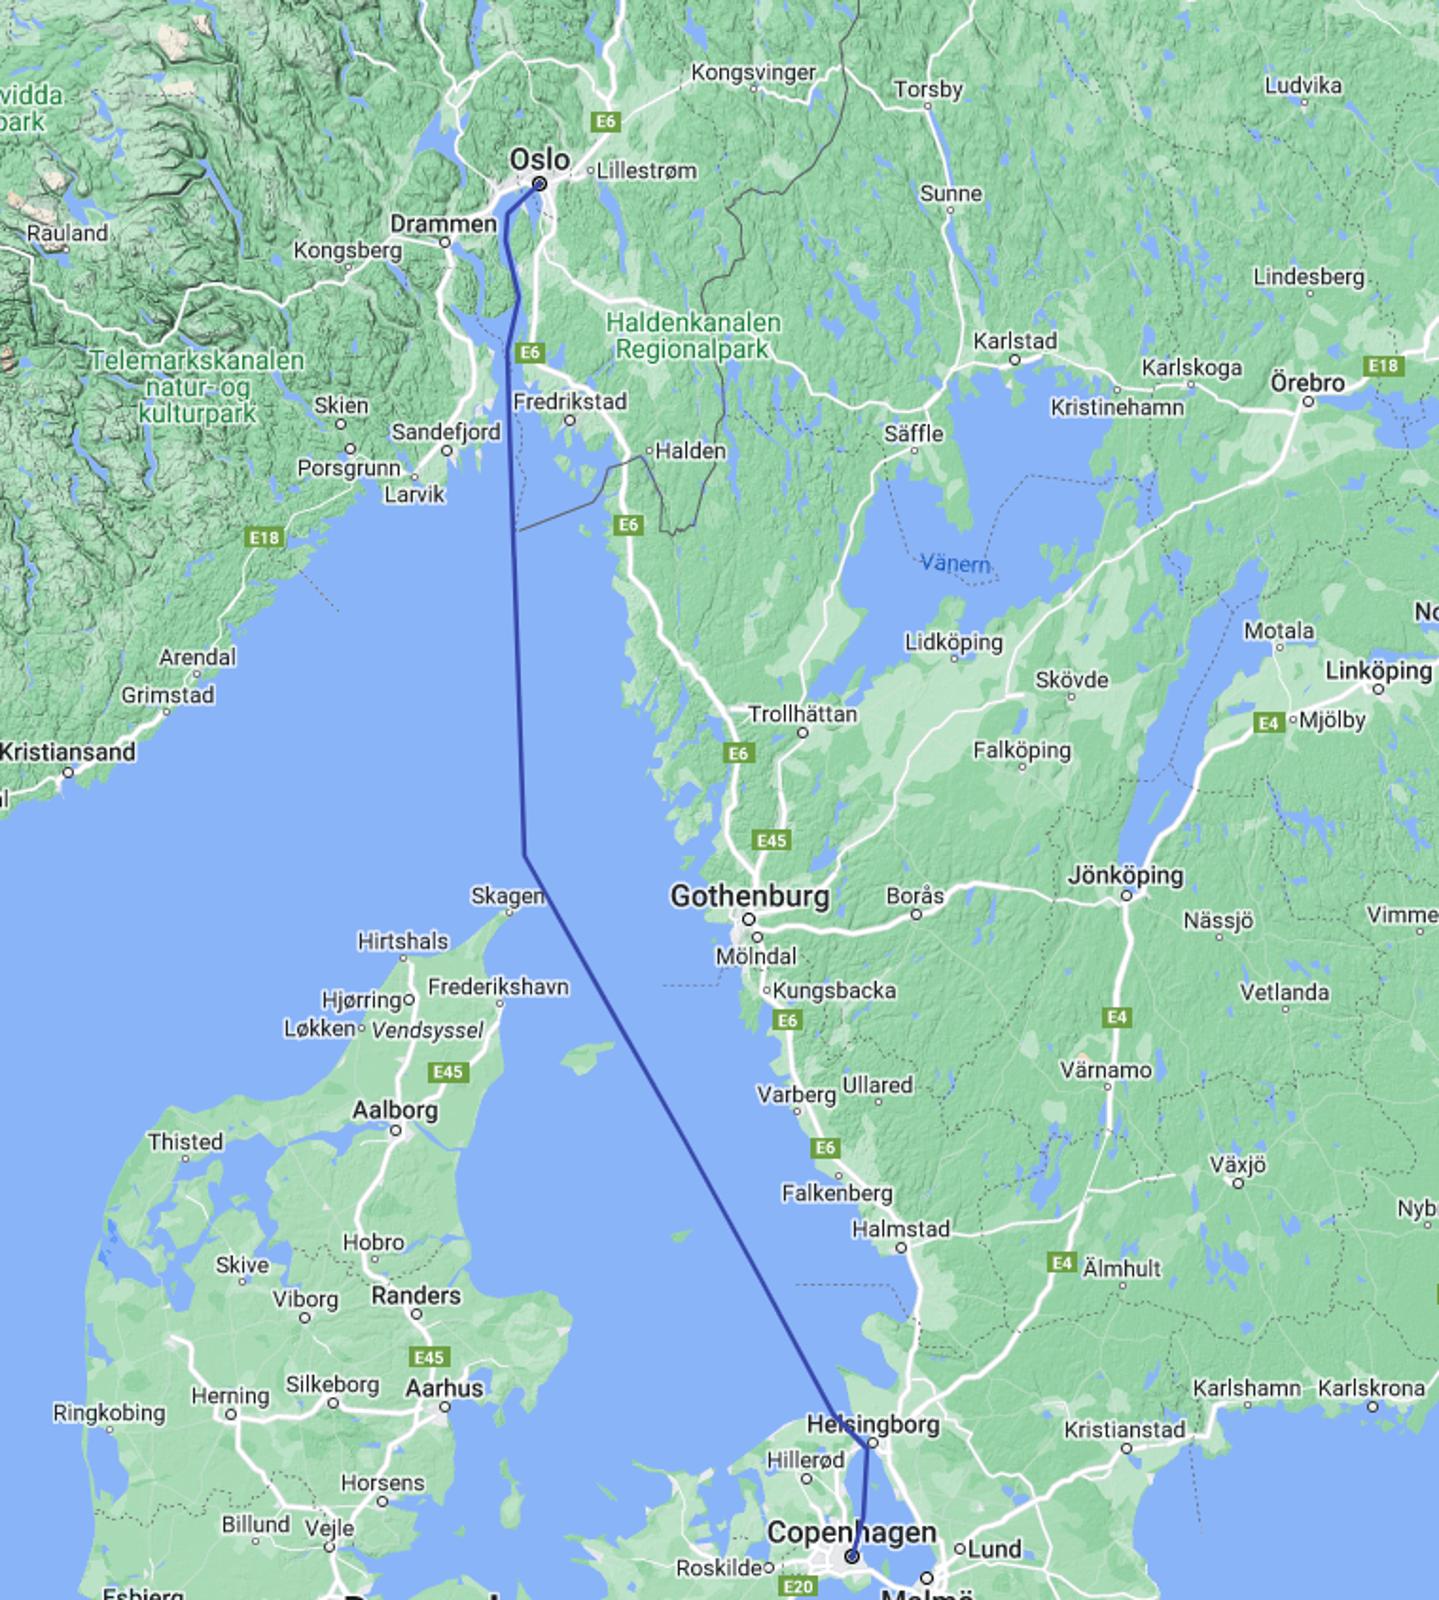 Kongsvinger
Torsby
Ludvika
vidda
park
E6
Oslo
Lillestrøm
Sunne
Drammen
Rauland
Kongsberg
Lindesberg
Haldenkanalen
Regionalpark
Telemarkskanalen
natur- og
kulturpark
E6
Karlstad
Karlskoga
E18
Örebro
Skien
Fredrikstad
Kristinehamn
Sandefjord
Säffle
Halden
Porsgrunn
Larvik
E18
E6
Vänern
Motala
Lidköping
Arendal
Linköping
Skövde
Grimstad
Trollhättan
E4
Mjölby
Kristiansand
E6
Falköping
E45
Jönköping
Skagen
Gothenburg
Borås
Nässjö
Vimme
Hirtshals
Mölndal
Frederikshavn
Kungsbacka
Vetlanda
Hjørring
Løkken
Vendsyssel
E6
E4
E45
Värnamo
Varberg
Ullared
Aalborg
Thisted
E6
Växjö
Falkenberg
Nybr
Halmstad
Hobro
Skive
E4
Älmhult
Viborg
Randers
E45
Silkeborg
Aarhus
Herning
Karlshamn
Karlskrona
Ringkobing
Helsingborg
Kristianstad
Hillerød
Horsens
Billund
Vejle
Copenhagen
Lund
Roskilde
E20
Malmö
Esbjerg